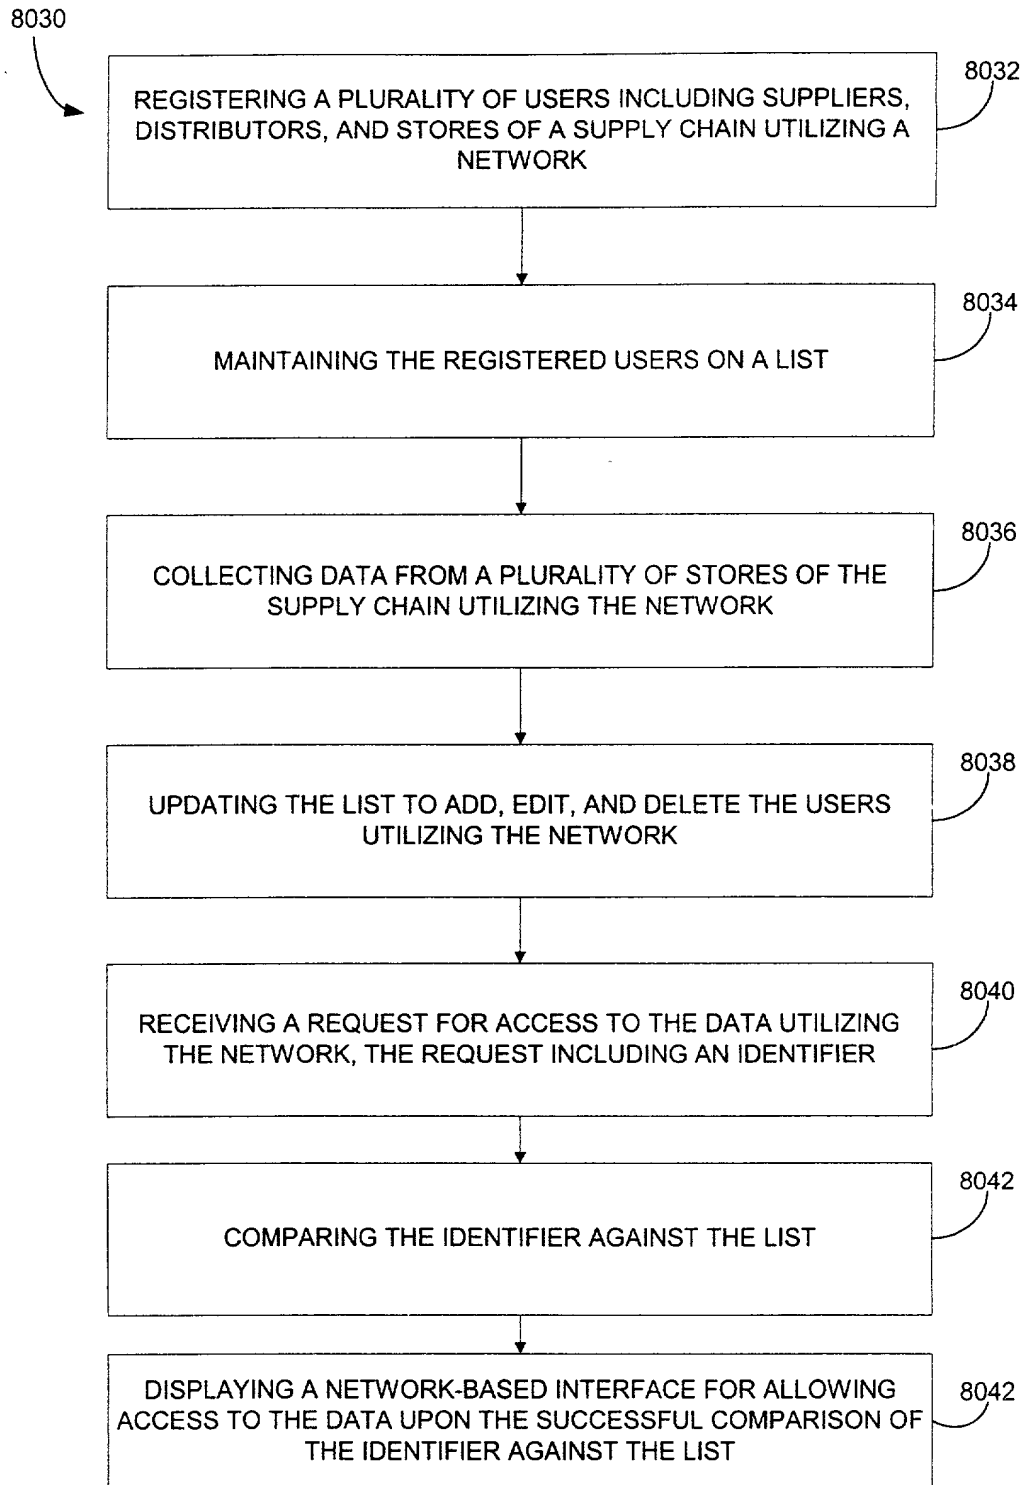 8030
8032
REGISTERING A PLURALITY OF USERS INCLUDING SUPPLIERS,
DISTRIBUTORS, AND STORES OF A SUPPLY CHAIN UTILIZING A
NETWORK
8034
MAINTAINING THE REGISTERED USERS ON A LIST
8036
COLLECTING DATA FROM A PLURALITY OF STORES OF THE
SUPPLY CHAIN UTILIZING THE NETWORK
8038
UPDATING THE LIST TO ADD, EDIT, AND DELETE THE USERS
UTILIZING THE NETWORK
8040
RECEIVING A REQUEST FOR ACCESS TO THE DATA UTILIZING
THE NETWORK, THE REQUEST INCLUDING AN IDENTIFIER
8042
COMPARING THE IDENTIFIER AGAINST THE LIST
8042
DISPLAYING A NETWORK-BASED INTERFACE FOR ALLOWING
ACCESS TO THE DATA UPON THE SUCCESSFUL COMPARISON OF
THE IDENTIFIER AGAINST THE LIST